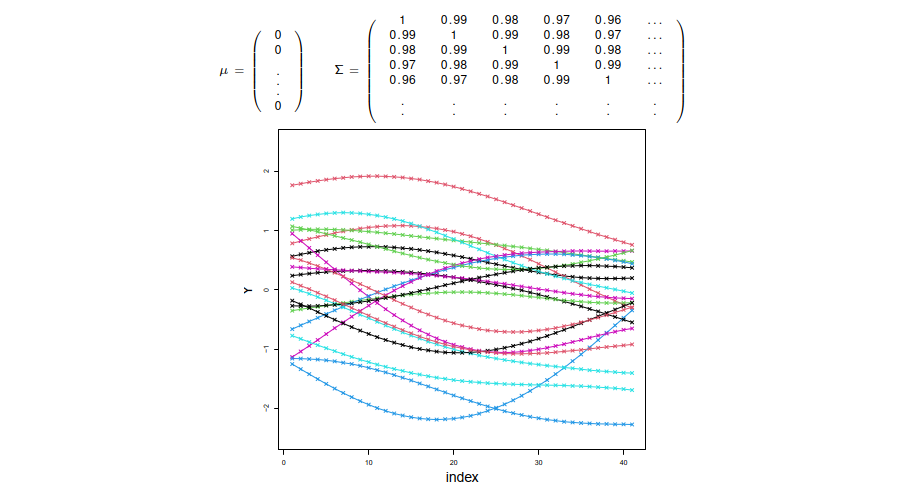 1 0.99 0.98 0.97 0.96 ...
0 0.99 1 0.99 0.98 0.97 ...
0 0.98 0.99 1 0.99 0.98 ...
μ = . Σ = 0.97 0.98 0.99 1 0.99 ...
. 0.96 0.97 0.98 0.99 1 ...
.
0 . . . . . .
. . . . . .
2
1
Y
0
-1
-2
0 10 20 30 40
index